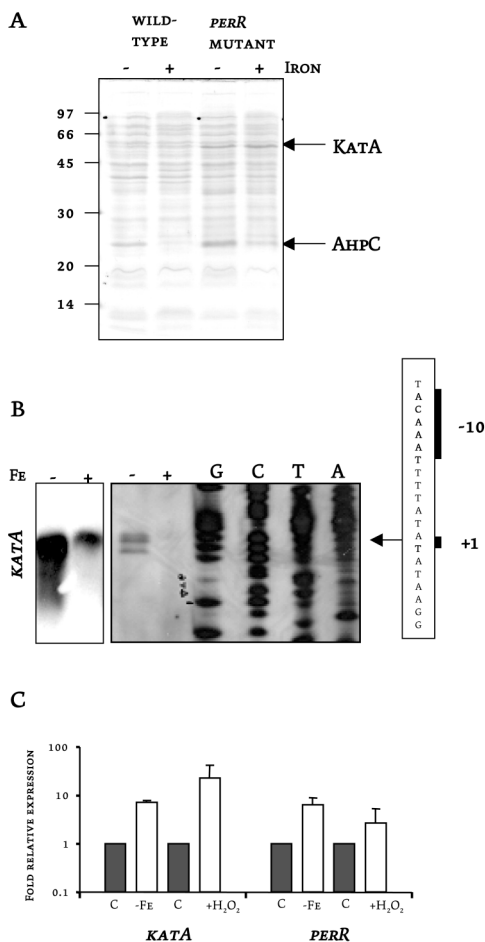 A
WILD-TYPE
PERR MUTANT
- + - + IRON
97
66
45
30
20
14
KATA
AHPC
B
FE - + - + G C T A
KATA
T
A
C
A
A
A
T
T
T
T
A
T
A
T
A
T
A
A
G
G
-10
+1
C
FOLD RELATIVE EXPRESSION
100
10
1
0.1
C -FE C +H₂O₂ C -FE C +H₂O₂
KATA PERR